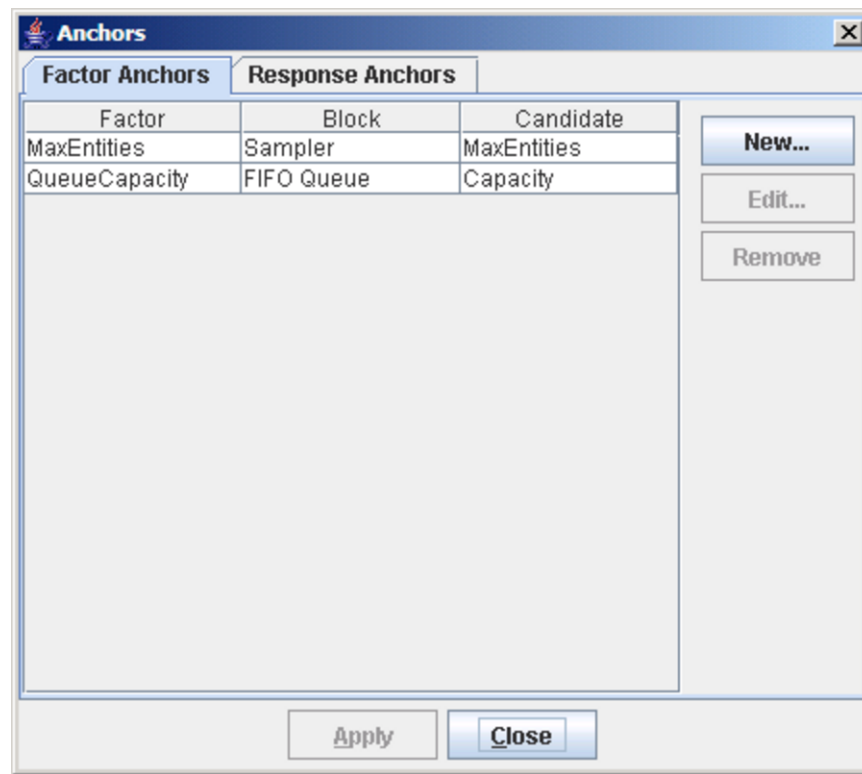 Anchors
Factor Anchors Response Anchors
Factor Block Candidate
MaxEntities Sampler MaxEntities
QueueCapacity FIFO Queue Capacity
New...
Edit...
Remove
Apply Close